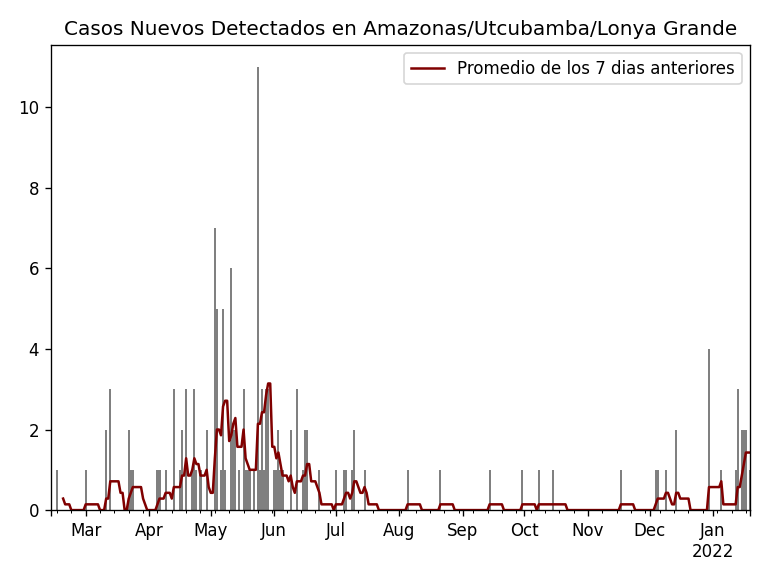 Casos Nuevos Detectados en Amazonas/Utcubamba/Lonya Grande
Promedio de los 7 dias anteriores
10
8
6
4
2
0
Mar Apr May Jun Jul Aug Sep Oct Nov Dec Jan
2022